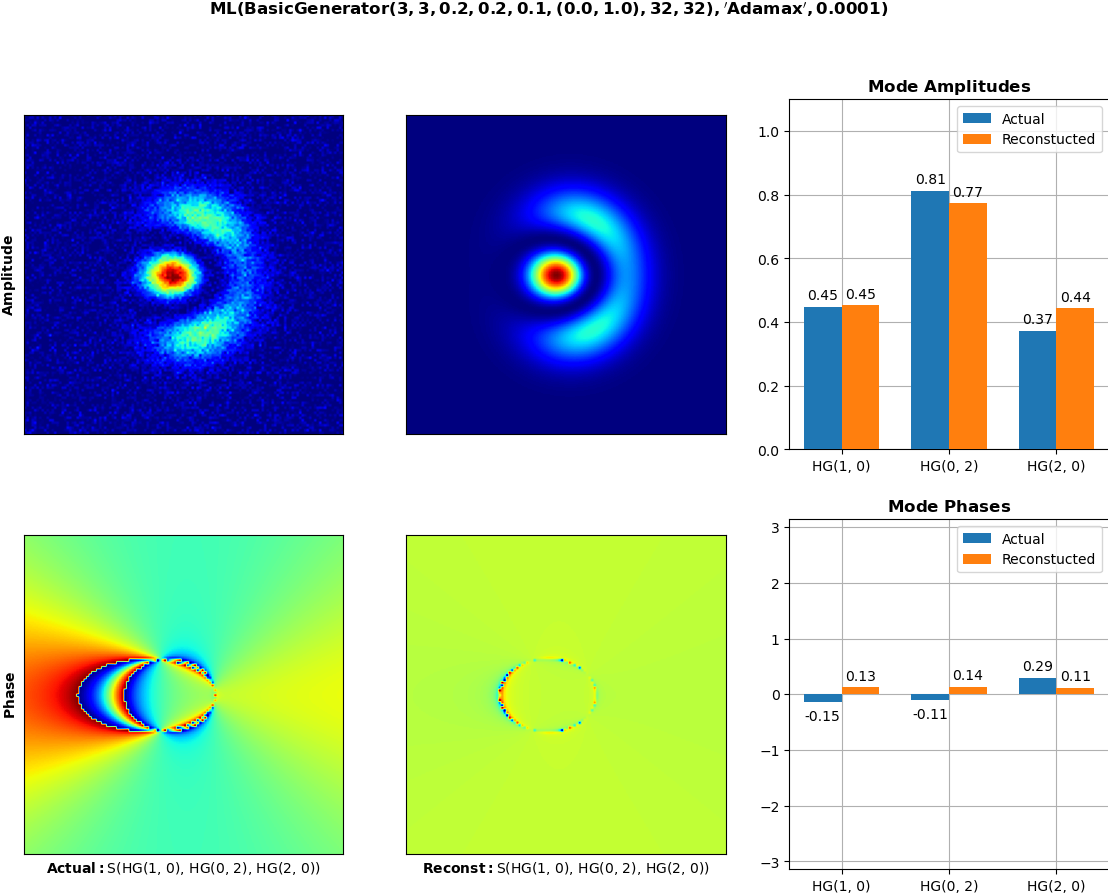 ML(BasicGenerator(3, 3, 0.2, 0.2, 0.1, (0.0, 1.0), 32, 32), ′Adamax′, 0.0001)
Amplitude
Mode Amplitudes
Actual
Reconstucted
1.0
0.8
0.6
0.4
0.2
0.0
0.45
0.45
0.81
0.77
0.37
0.44
HG(1, 0)
HG(0, 2)
HG(2, 0)
Phase
Actual: S(HG(1, 0), HG(0, 2), HG(2, 0))
Reconst: S(HG(1, 0), HG(0, 2), HG(2, 0))
Mode Phases
Actual
Reconstucted
3
2
1
0
−1
−2
−3
-0.15
0.13
-0.11
0.14
0.29
0.11
HG(1, 0)
HG(0, 2)
HG(2, 0)